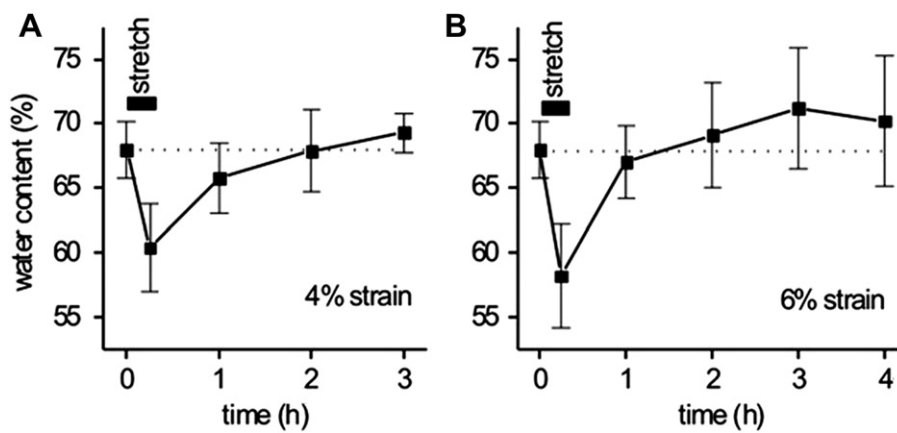 A
B
stretch
stretch
water content (%)
75
70
65
60
55
75
70
65
60
55
4% strain
6% strain
0 1 2 3
0 1 2 3 4
time (h)
time (h)